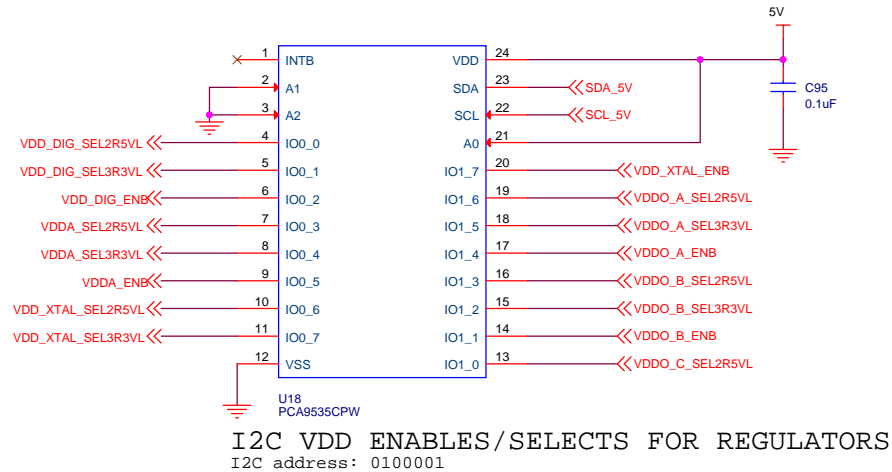 5V
1 INTB VDD 24
2 A1 SDA 23 SDA_5V
C95
0.1uF
3 A2 SCL 22 SCL_5V
VDD_DIG_SEL2R5VL 4 IO0_0 A0 21
VDD_DIG_SEL3R3VL 5 IO0_1 IO1_7 20 VDD_XTAL_ENB
VDD_DIG_ENB 6 IO0_2 IO1_6 19 VDDO_A_SEL2R5VL
VDDA_SEL2R5VL 7 IO0_3 IO1_5 18 VDDO_A_SEL3R3VL
VDDA_SEL3R3VL 8 IO0_4 IO1_4 17 VDDO_A_ENB
VDDA_ENB 9 IO0_5 IO1_3 16 VDDO_B_SEL2R5VL
VDD_XTAL_SEL2R5VL 10 IO0_6 IO1_2 15 VDDO_B_SEL3R3VL
VDD_XTAL_SEL3R3VL 11 IO0_7 IO1_1 14 VDDO_B_ENB
12 VSS IO1_0 13 VDDO_C_SEL2R5VL
U18
PCA9535CPW
I2C VDD ENABLES/SELECTS FOR REGULATORS
I2C address: 0100001